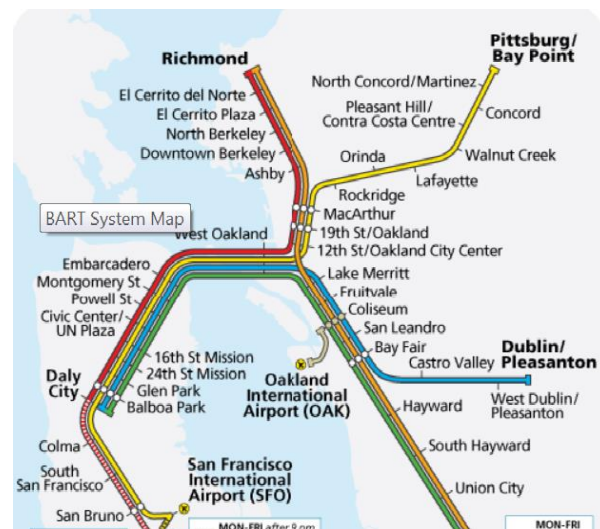 Richmond
El Cerrito del Norte
El Cerrito Plaza
North Berkeley
Downtown Berkeley
Ashby
Pittsburg/
Bay Point
North Concord/Martinez
Pleasant Hill/
Contra Costa Centre
Concord
Walnut Creek
Orinda
Lafayette
Rockridge
MacArthur
19th St/Oakland
12th St/Oakland City Center
BART System Map
West Oakland
Lake Merritt
Fruitvale
Coliseum
San Leandro
Bay Fair
Castro Valley
Dublin/
Pleasanton
West Dublin/
Pleasanton
Embarcadero
Montgomery St
Powell St
Civic Center/
UN Plaza
16th St Mission
24th St Mission
Glen Park
Balboa Park
Daly
City
Oakland
International
Airport (OAK)
Hayward
South Hayward
Union City
Colma
South
San Francisco
San Bruno
San Francisco
International
Airport (SFO)
MON-FRI after 8 pm
MON-FRI